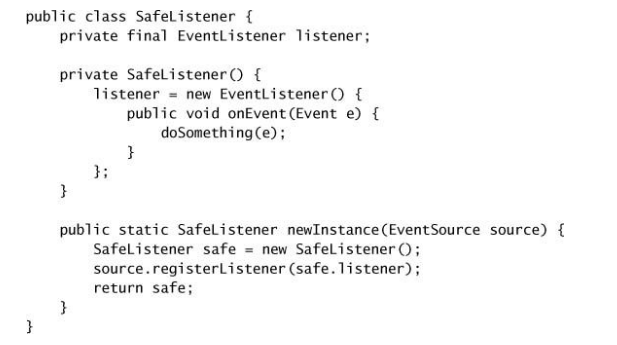 public class SafeListener {
    private final EventListener listener;

    private SafeListener() {
        listener = new EventListener() {
            public void onEvent(Event e) {
                doSomething(e);
            }
        };
    }

    public static SafeListener newInstance(EventSource source) {
        SafeListener safe = new SafeListener();
        source.registerListener(safe.listener);
        return safe;
    }
}